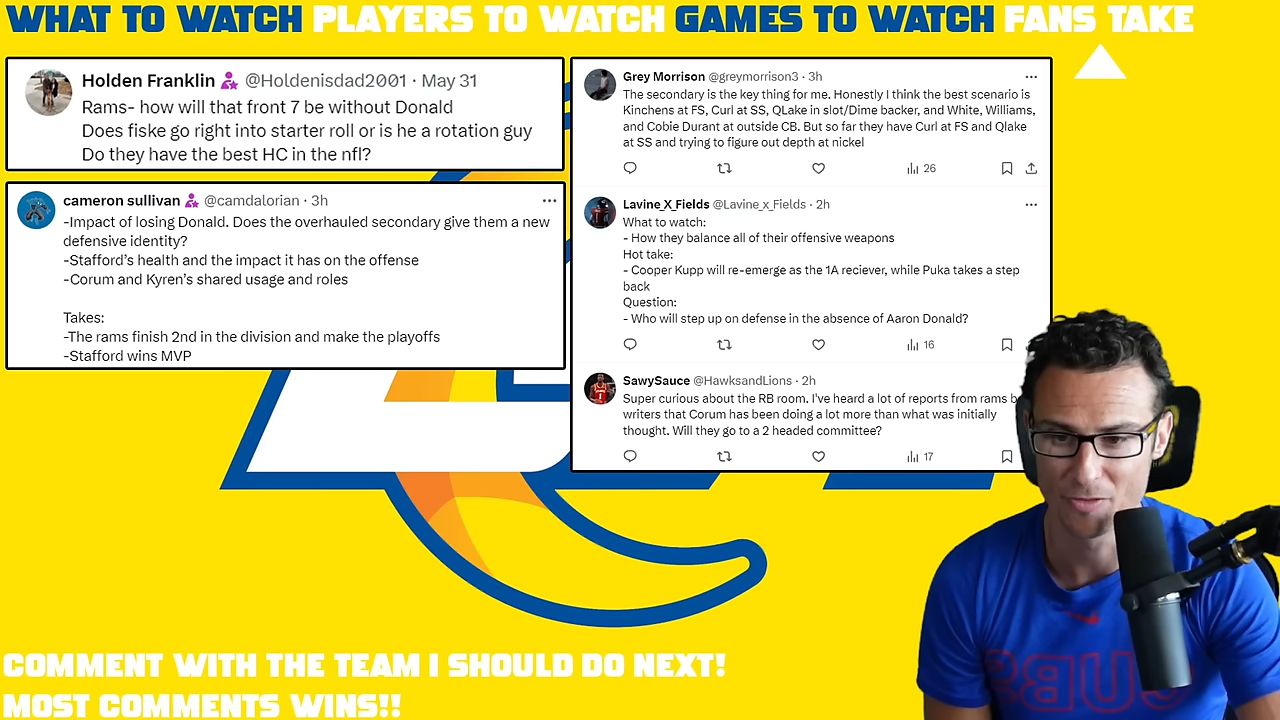 WHAT TO WATCH PLAYERS TO WATCH GAMES TO WATCH FANS TAKE
Holden Franklin @Holdenisdad2001 · May 31
Rams- how will that front 7 be without Donald
Does fiske go right into starter roll or is he a rotation guy
Do they have the best HC in the nfl?
cameron sullivan @camdalorian · 3h
-Impact of losing Donald. Does the overhauled secondary give them a new
defensive identity?
-Stafford's health and the impact it has on the offense
-Corum and Kyren's shared usage and roles
Takes:
-The rams finish 2nd in the division and make the playoffs
-Stafford wins MVP
Grey Morrison @greymorrison3 · 3h
The secondary is the key thing for me. Honestly I think the best scenario is
Kinchens at FS, Curl at SS, QLake in slot/Dime backer, and White, Williams,
and Cobie Durant at outside CB. But so far they have Curl at FS and Qlake
at SS and trying to figure out depth at nickel
26
Lavine_X_Fields @Lavine_x_Fields · 2h
What to watch:
- How they balance all of their offensive weapons
Hot take:
- Cooper Kupp will re-emerge as the 1A reciever, while Puka takes a step
back
Question:
- Who will step up on defense in the absence of Aaron Donald?
16
SawySauce @HawksandLions · 2h
Super curious about the RB room. I've heard a lot of reports from rams
writers that Corum has been doing a lot more than what was initially
thought. Will they go to a 2 headed committee?
17
CUBS
COMMENT WITH THE TEAM I SHOULD DO NEXT!
MOST COMMENTS WINS!!